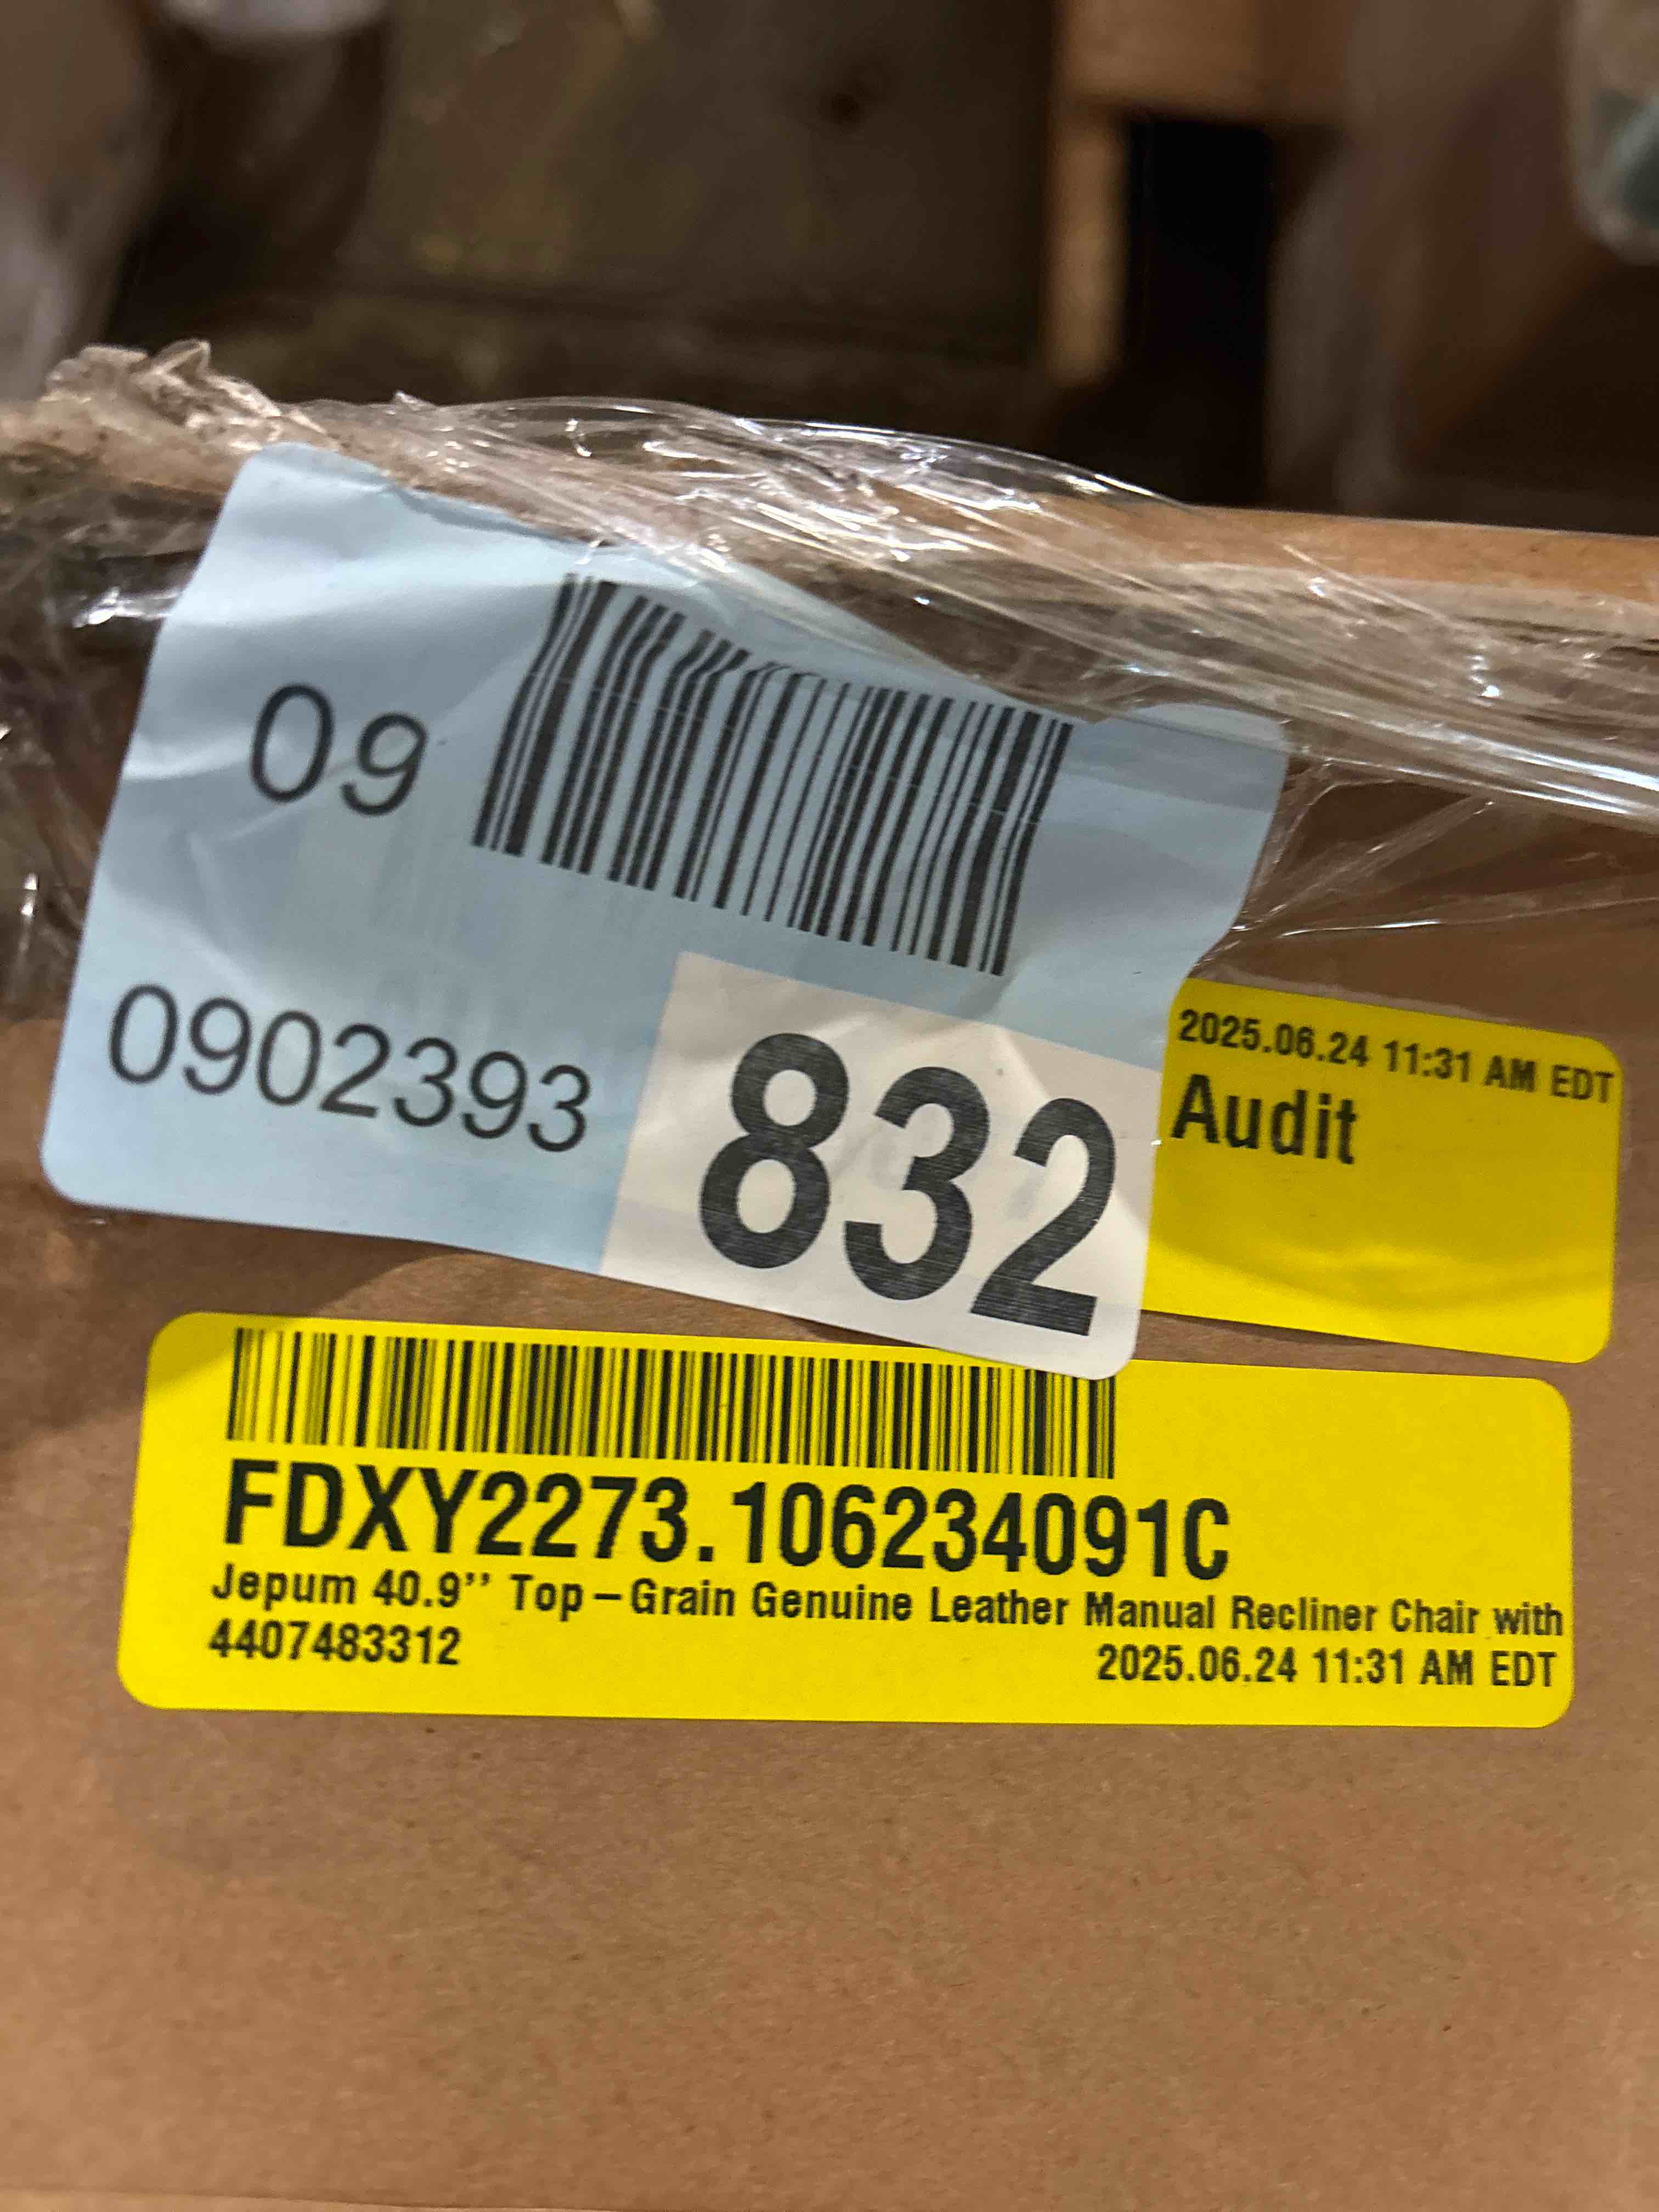 09
0902393
832
2025.06.24 11:31 AM EDT
Audit
FDXY2273.106234091C
Jepum 40.9’’ Top–Grain Genuine Leather Manual Recliner Chair with
4407483312
2025.06.24 11:31 AM EDT